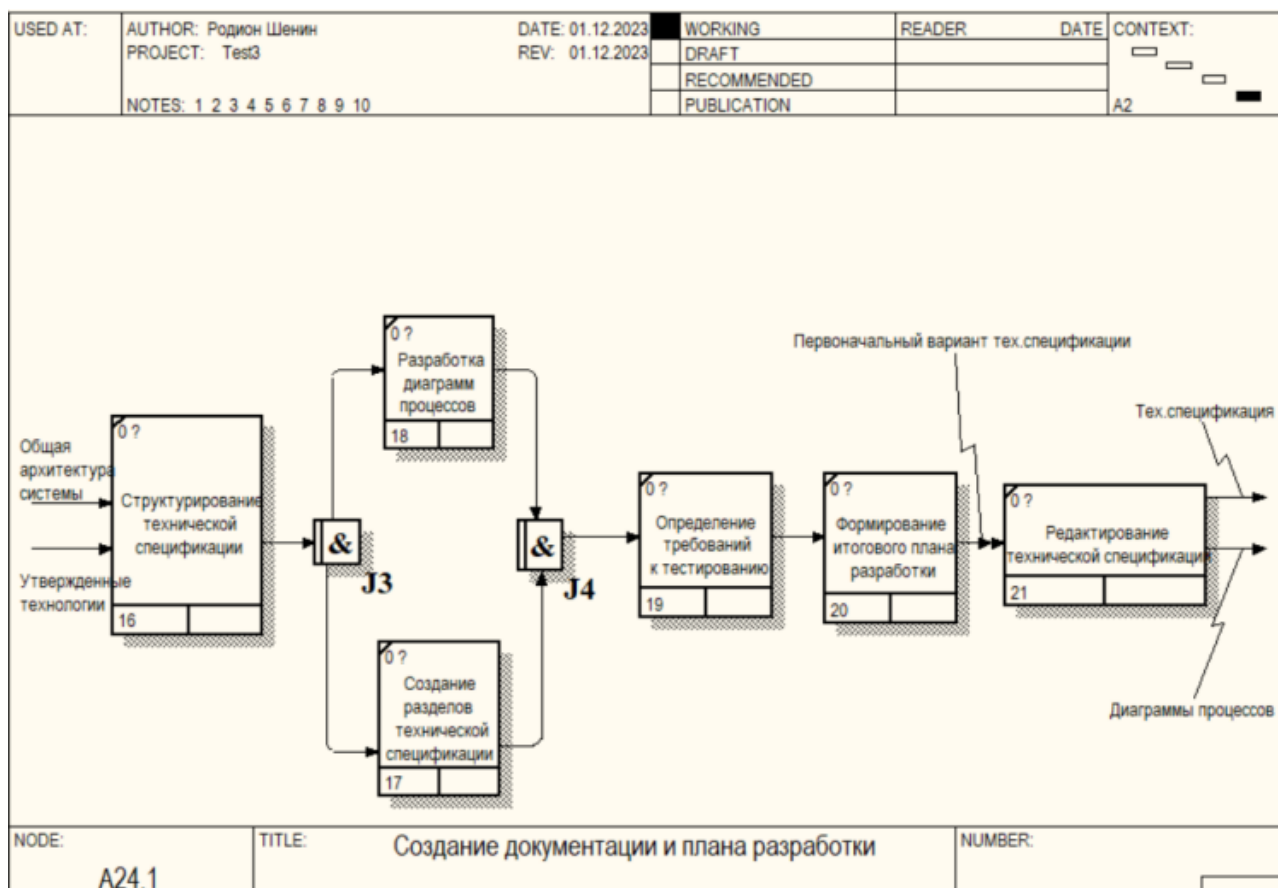 USED AT:
AUTHOR: Родион Шенин
DATE: 01.12.2023
WORKING
READER
DATE
CONTEXT:
PROJECT: Test3
REV: 01.12.2023
DRAFT
RECOMMENDED
NOTES: 1 2 3 4 5 6 7 8 9 10
PUBLICATION
A2
Общая
архитектура
системы
Утвержденные
технологии
0 ?
Структурирование
технической
спецификации
16
&
J3
0 ?
Разработка
диаграмм
процессов
18
0 ?
Создание
разделов
технической
спецификации
17
&
J4
0 ?
Определение
требований
к тестированию
19
0 ?
Формирование
итогового плана
разработки
20
Первоначальный вариант тех.спецификации
0 ?
Редактирование
технической спецификации
21
Тех.спецификация
Диаграммы процессов
NODE:
A24.1
TITLE:
Создание документации и плана разработки
NUMBER: